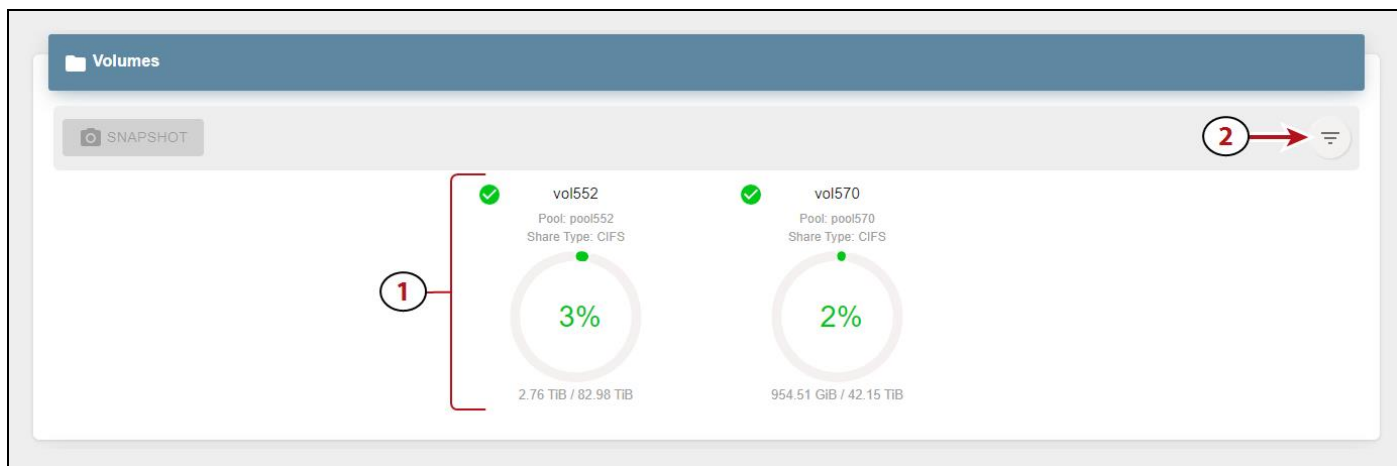 Volumes
SNAPSHOT
2
vol552
Pool: pool552
Share Type: CIFS
3%
2.76 TiB / 82.98 TiB
vol570
Pool: pool570
Share Type: CIFS
2%
954.51 GiB / 42.15 TiB
1